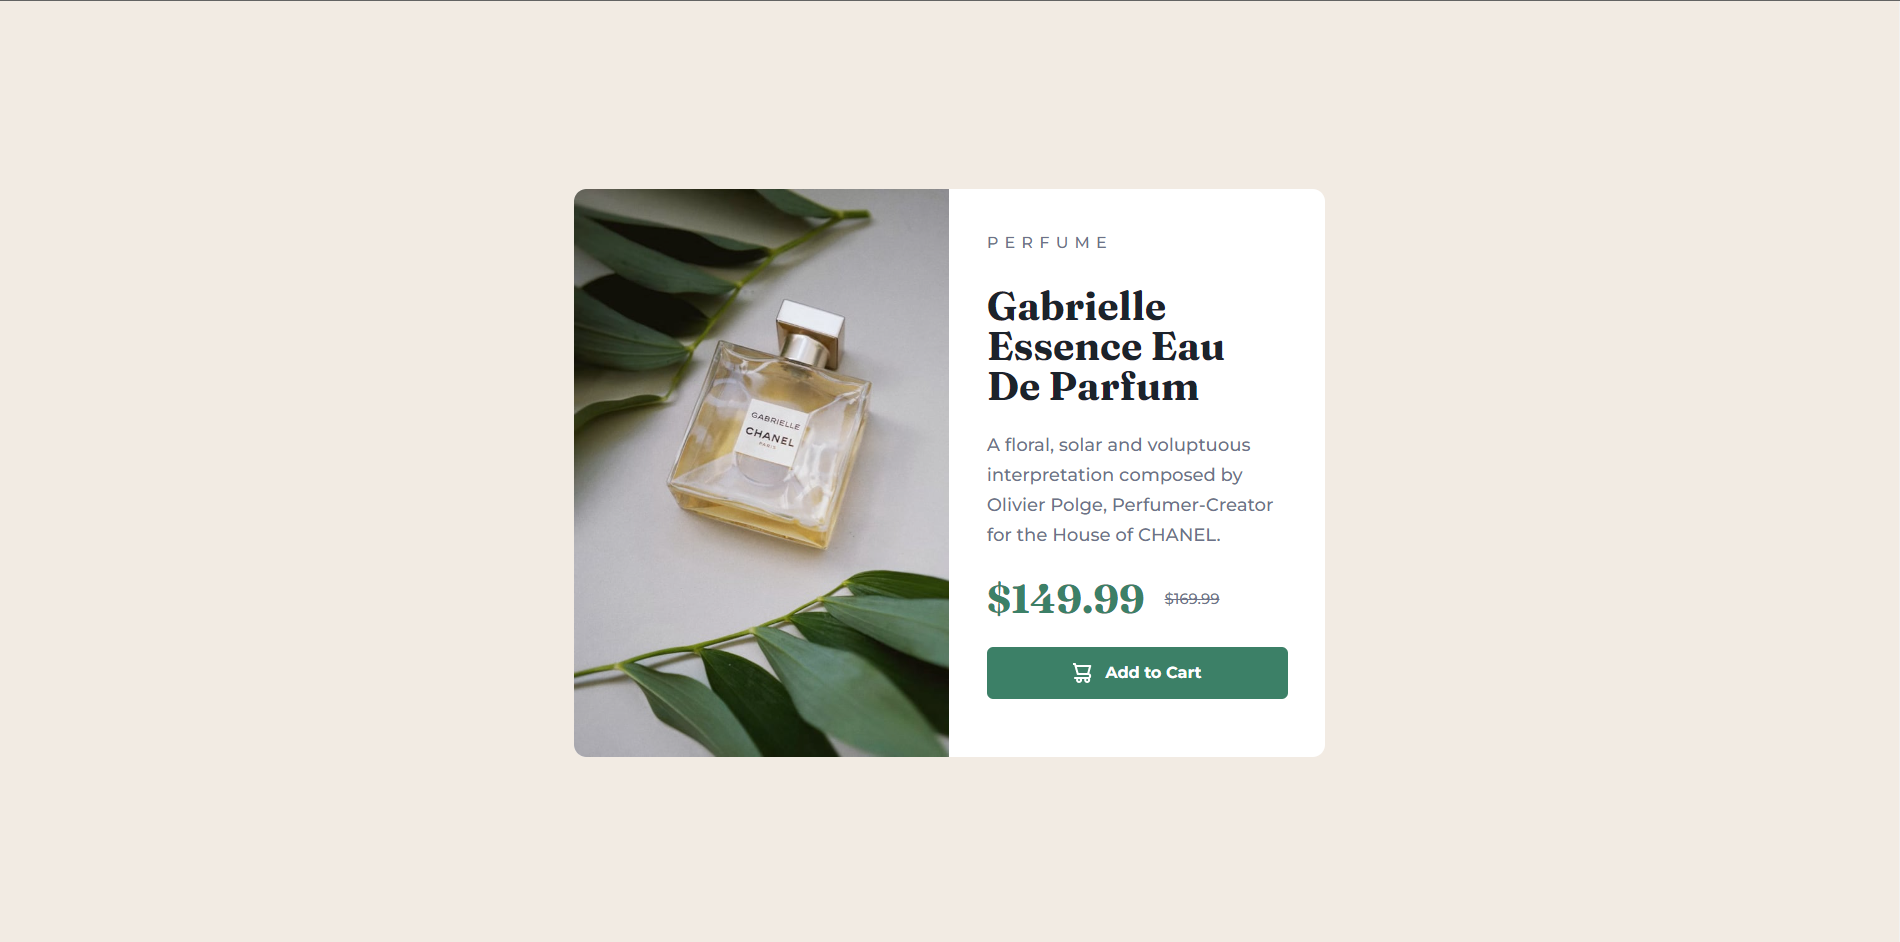 GABRIELLE
CHANEL
PARIS
PERFUME
Gabrielle
Essence Eau
De Parfum
A floral, solar and voluptuous
interpretation composed by
Olivier Polge, Perfumer-Creator
for the House of CHANEL.
$149.99 $169.99
Add to Cart